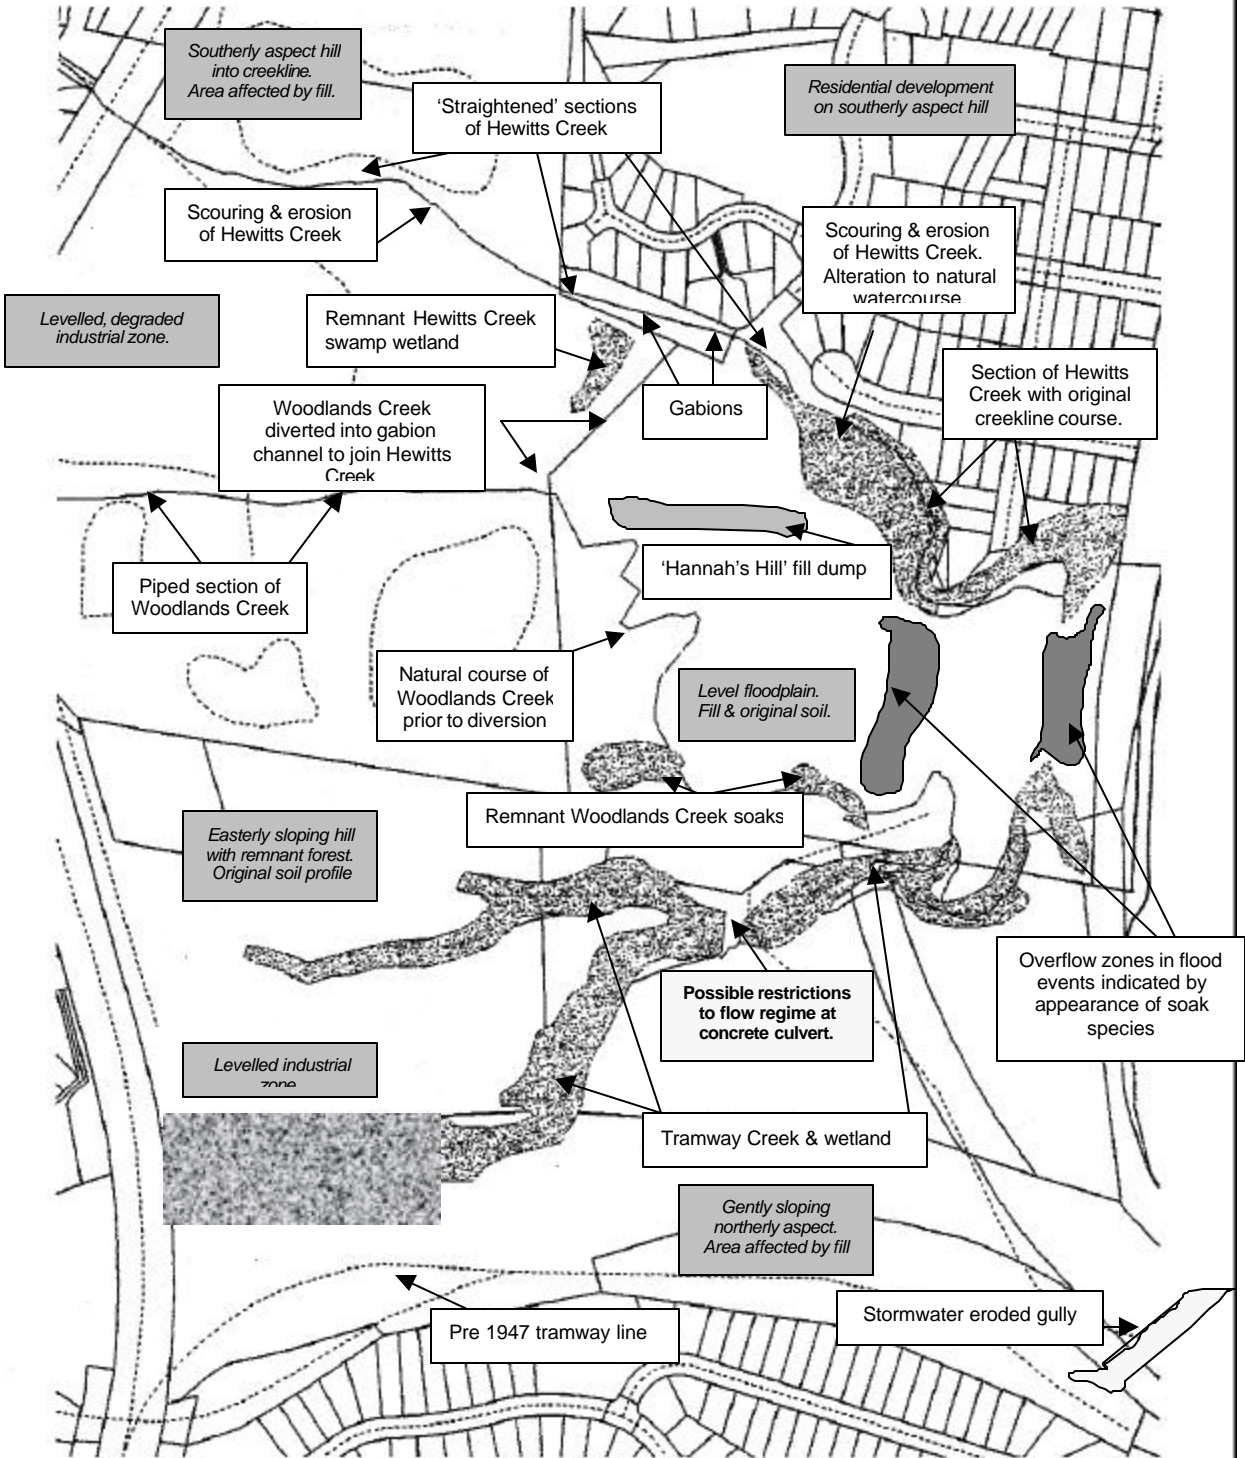 Southerly aspect hill
into creekline.
Area affected by fill.
Residential development
on southerly aspect hill
‘Straightened’ sections
of Hewitts Creek
Scouring & erosion
of Hewitts Creek
Scouring & erosion
of Hewitts Creek.
Alteration to natural
watercourse.
Levelled, degraded
industrial zone.
Remnant Hewitts Creek
swamp wetland
Section of Hewitts
Creek with original
creekline course.
Woodlands Creek
diverted into gabion
channel to join Hewitts
Creek
Gabions
‘Hannah’s Hill’ fill dump
Piped section of
Woodlands Creek
Natural course of
Woodlands Creek
prior to diversion
Level floodplain.
Fill & original soil.
Remnant Woodlands Creek soaks
Easterly sloping hill
with remnant forest.
Original soil profile
Overflow zones in flood
events indicated by
appearance of soak
species
Possible restrictions
to flow regime at
concrete culvert.
Levelled industrial
zone
Tramway Creek & wetland
Gently sloping
northerly aspect.
Area affected by fill
Stormwater eroded gully
Pre 1947 tramway line